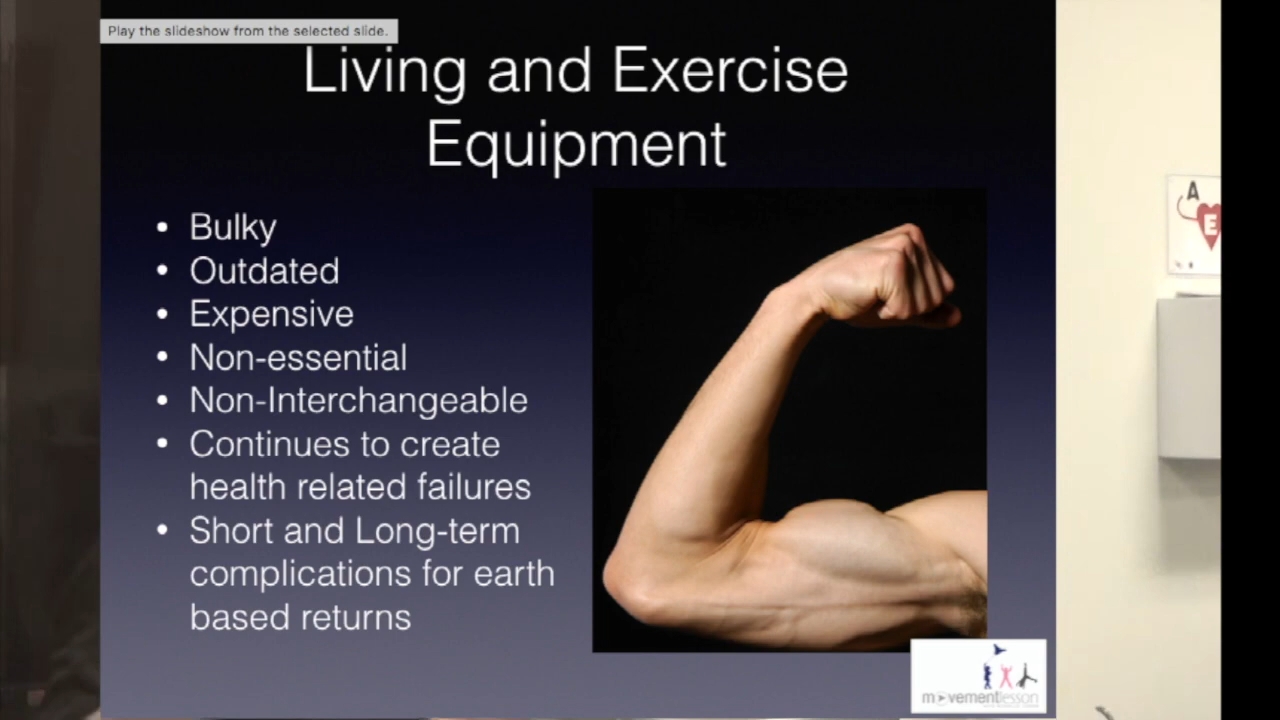 Play the slideshow from the selected slide.
Living and Exercise
Equipment
• Bulky
• Outdated
• Expensive
• Non-essential
• Non-Interchangeable
• Continues to create
health related failures
• Short and Long-term
complications for earth
based returns
A
E
movementlesson